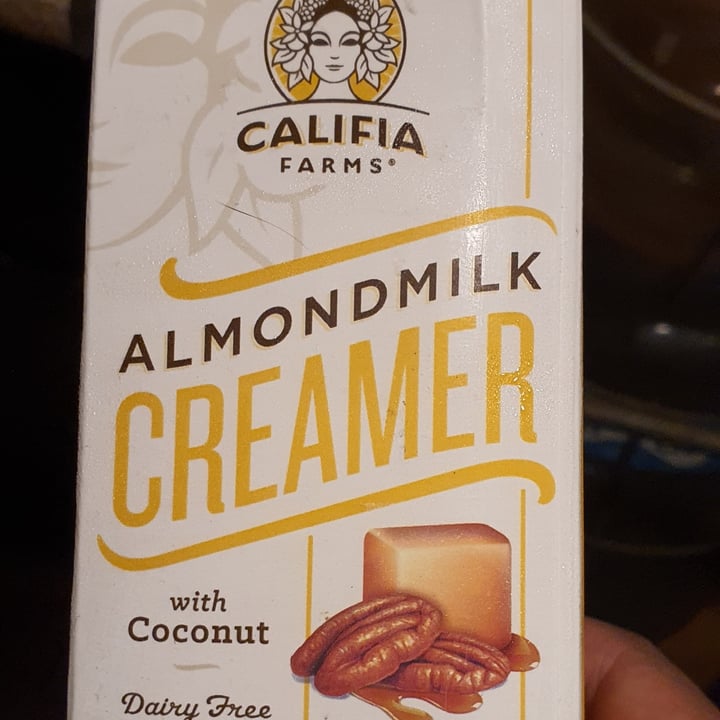 CALIFIA
FARMS®
ALMONDMILK
CREAMER
with
Coconut
Dairy Free